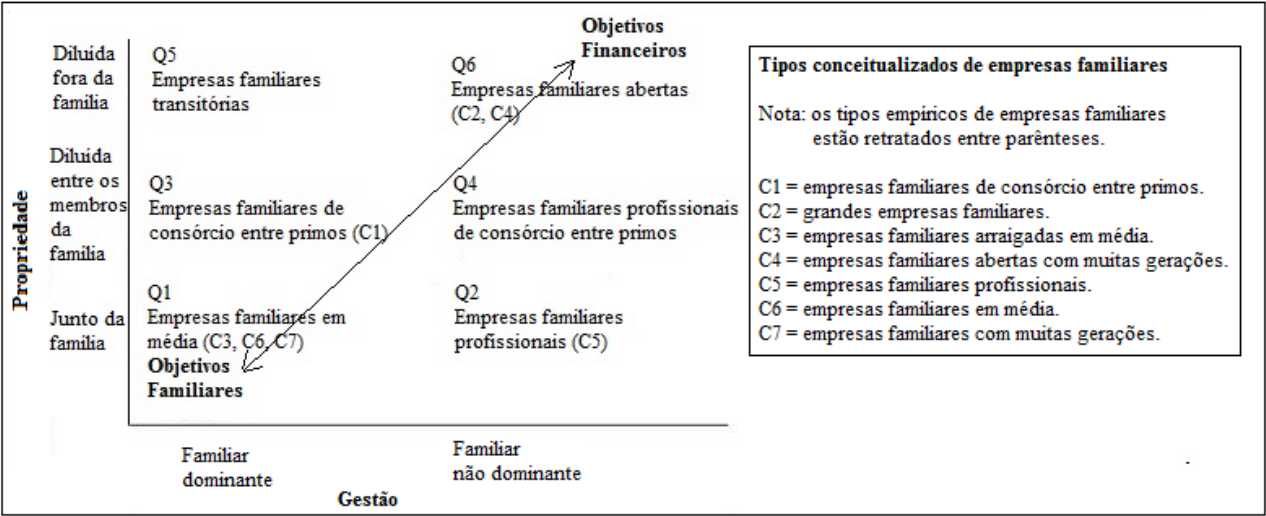 Objetivos
Financeiros
Diluída
fora da
família
Q5
Empresas familiares
transitórias
Q6
Empresas familiares abertas
(C2, C4)
Diluída
entre os
membros
da
família
Q3
Empresas familiares de
consórcio entre primos (C1)
Q4
Empresas familiares profissionais
de consórcio entre primos
Propriedade
Junto da
família
Q1
Empresas familiares em
média (C3, C6, C7)
Objetivos
Familiares
Q2
Empresas familiares
profissionais (C5)
Familiar
dominante
Familiar
não dominante
Gestão
Tipos conceitualizados de empresas familiares
Nota: os tipos empíricos de empresas familiares
estão retratados entre parênteses.
C1 = empresas familiares de consórcio entre primos.
C2 = grandes empresas familiares.
C3 = empresas familiares arraigadas em média.
C4 = empresas familiares abertas com muitas gerações.
C5 = empresas familiares profissionais.
C6 = empresas familiares em média.
C7 = empresas familiares com muitas gerações.